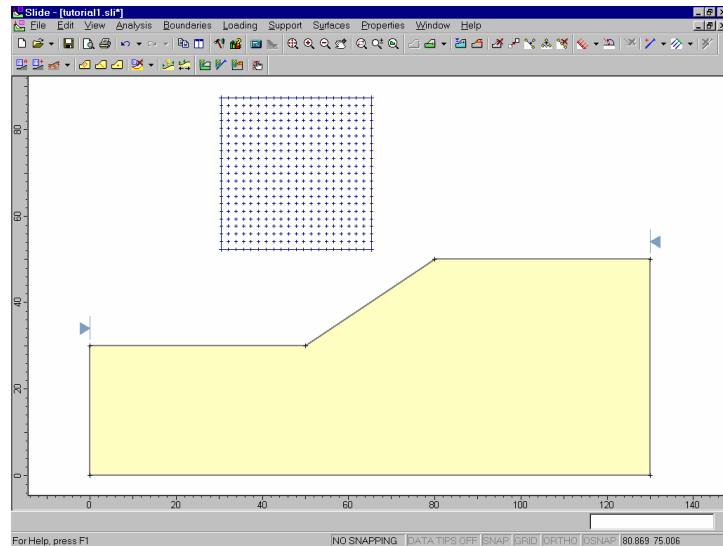 Slide - [tutorial1.sli*]
File Edit View Analysis Boundaries Loading Support Surfaces Properties Window Help
80
60
40
20
0
0 20 40 60 80 100 120 140
For Help, press F1 NO SNAPPING DATA TIPS OFF SNAP GRID ORTHO OSNAP 80.869 75.006